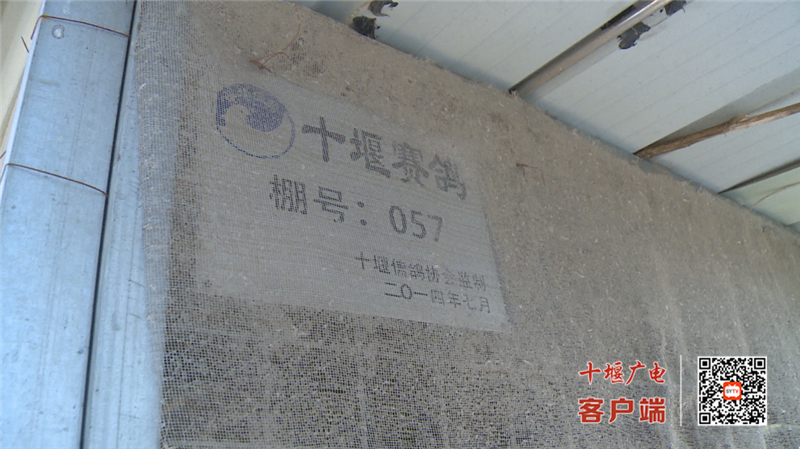 十堰赛鸽
棚号：057
十堰信鸽协会监制
二〇一四年七月
十堰广电
客户端